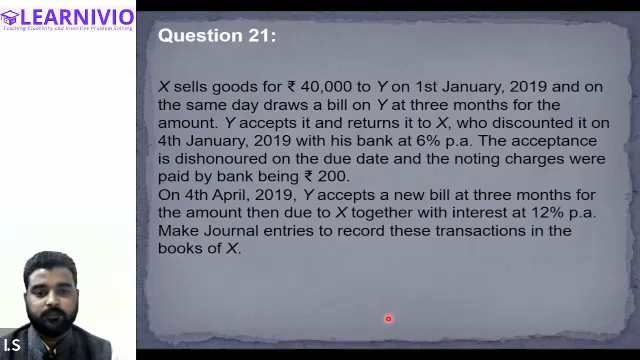 LEARNIVIO
Teaching Creativity and Inventive Problem Solving
Question 21:
X sells goods for ₹ 40,000 to Y on 1st January, 2019 and on
the same day draws a bill on Y at three months for the
amount. Y accepts it and returns it to X, who discounted it on
4th January, 2019 with his bank at 6% p.a. The acceptance
is dishonoured on the due date and the noting charges were
paid by bank being ₹ 200.
On 4th April, 2019, Y accepts a new bill at three months for
the amount then due to X together with interest at 12% p.a.
Make Journal entries to record these transactions in the
books of X.
I.S